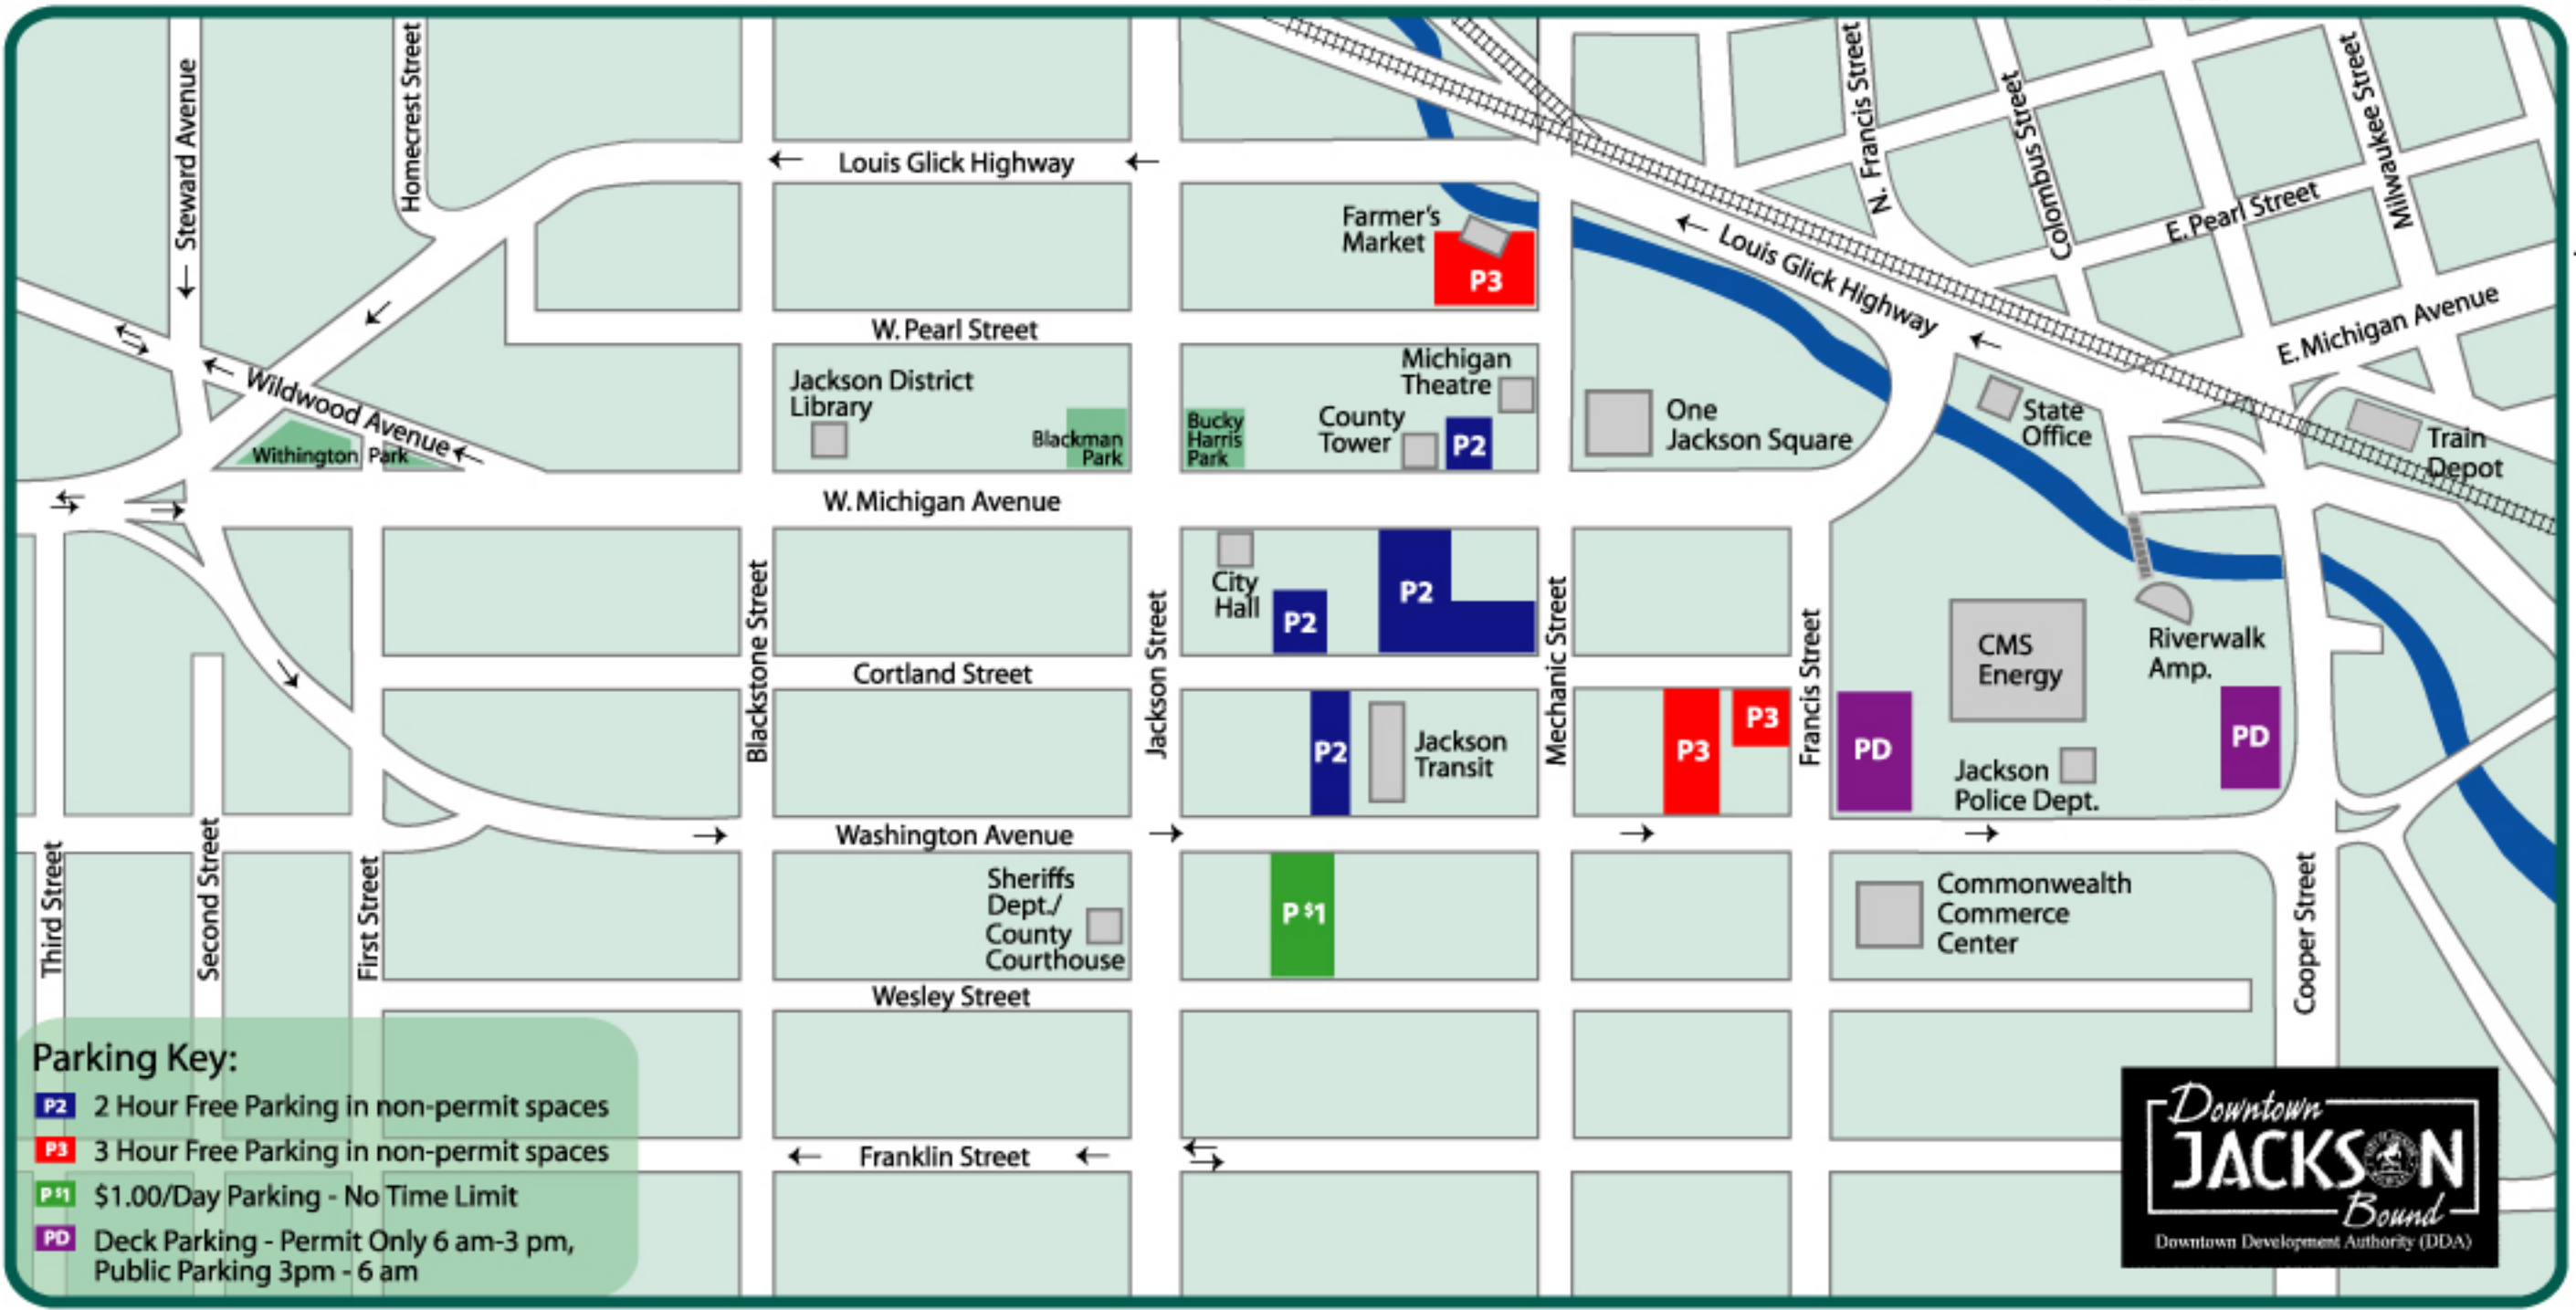 Steward Avenue
Homecrest Street
Louis Glick Highway
N. Francis Street
Colombus Street
Milwaukee Street
E. Pearl Street
Louis Glick Highway
E. Michigan Avenue
Farmer's
Market
P3
W. Pearl Street
Wildwood Avenue
Withington Park
Jackson District
Library
Blackman
Park
Bucky
Harris
Park
Michigan
Theatre
County
Tower
P2
One
Jackson Square
State
Office
Train
Depot
W. Michigan Avenue
City
Hall
P2
P2
Blackstone Street
Jackson Street
Mechanic Street
Francis Street
Cortland Street
CMS
Energy
Riverwalk
Amp.
P2
Jackson
Transit
P3
P3
PD
PD
Jackson
Police Dept.
Washington Avenue
Third Street
Second Street
First Street
Sheriffs
Dept./
County
Courthouse
P $1
Commonwealth
Commerce
Center
Cooper Street
Wesley Street
Franklin Street
Parking Key:
P2 2 Hour Free Parking in non-permit spaces
P3 3 Hour Free Parking in non-permit spaces
P $1 $1.00/Day Parking - No Time Limit
PD Deck Parking - Permit Only 6 am-3 pm,
Public Parking 3pm - 6 am
Downtown
JACKSON
Bound
Downtown Development Authority (DDA)